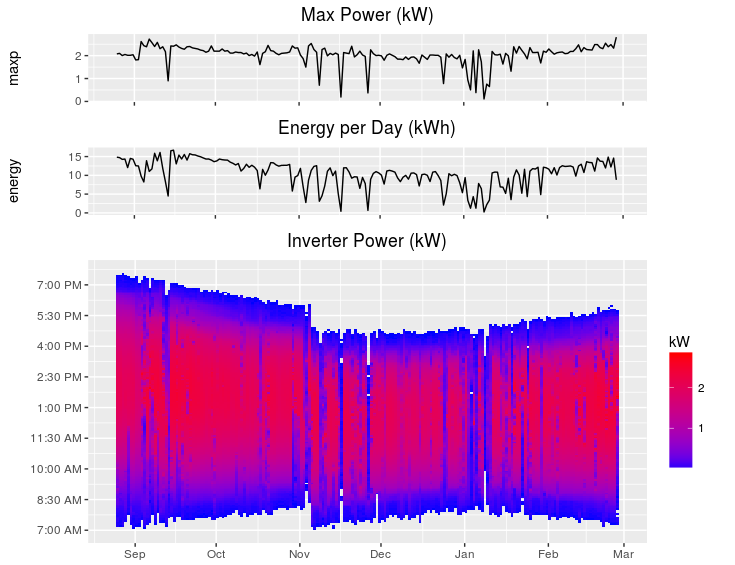 Max Power (kW)
maxp
2
1
0
Energy per Day (kWh)
energy
15
10
5
0
Inverter Power (kW)
7:00 PM
5:30 PM
4:00 PM
2:30 PM
1:00 PM
11:30 AM
10:00 AM
8:30 AM
7:00 AM
Sep Oct Nov Dec Jan Feb Mar
kW
2
1